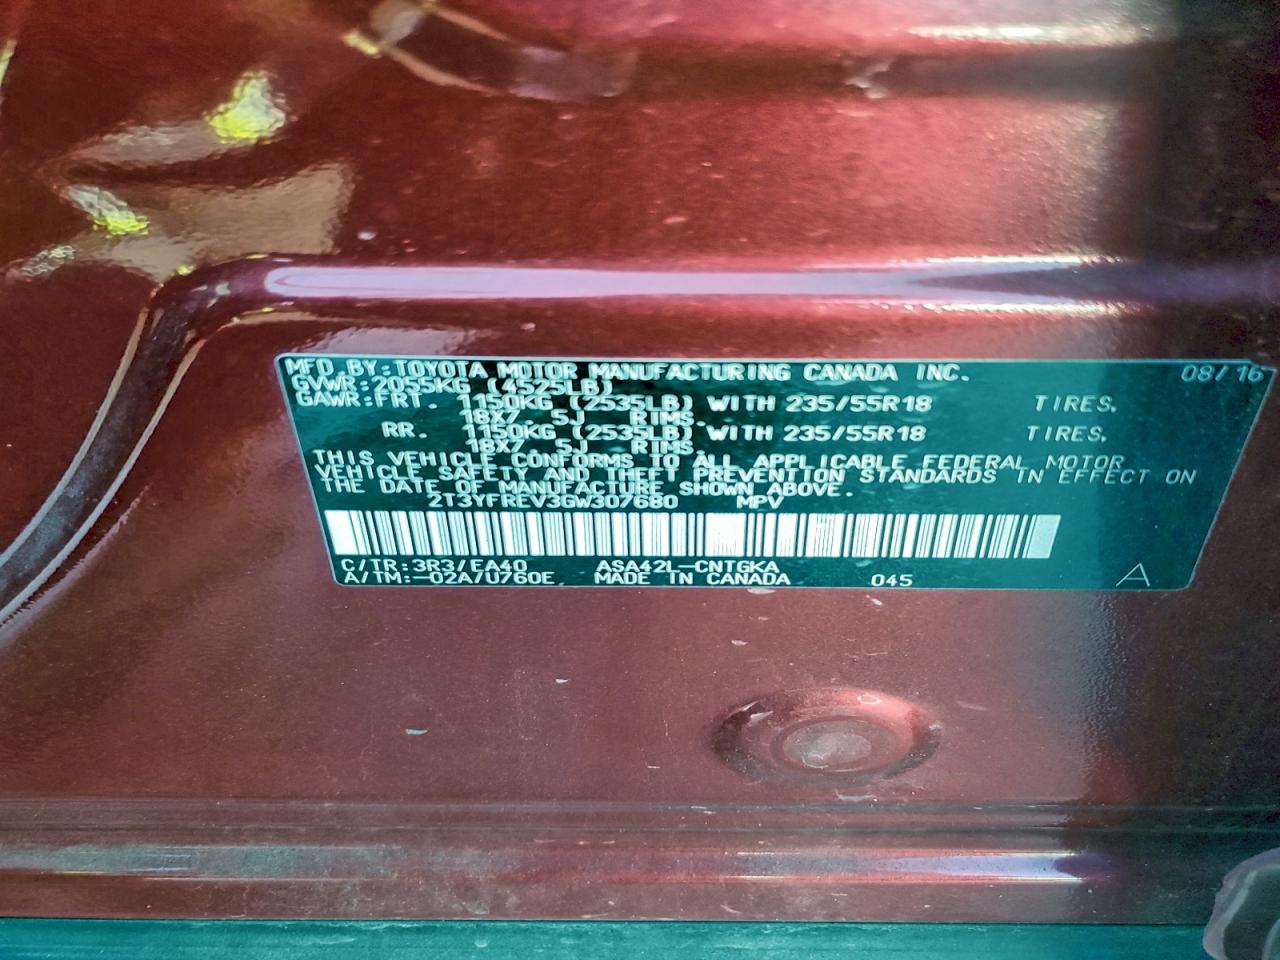 MFD. BY: TOYOTA MOTOR MANUFACTURING CANADA INC. 08/16
GVWR: 2055KG (4525LB)
GAWR: FRT. 1150KG (2535LB) WITH 235/55R18 TIRES,
18X7 5J RIMS.
RR. 1150KG (2535LB) WITH 235/55R18 TIRES,
18X7 5J RIMS.
THIS VEHICLE CONFORMS TO ALL APPLICABLE FEDERAL MOTOR
VEHICLE SAFETY AND THEFT PREVENTION STANDARDS IN EFFECT ON
THE DATE OF MANUFACTURE SHOWN ABOVE.
2T3YFREV3GW307680 MPV
C/TR: 3R3/EA40 ASA42L-CNTGKA
A/TM: -02A/U760E MADE IN CANADA 045 A